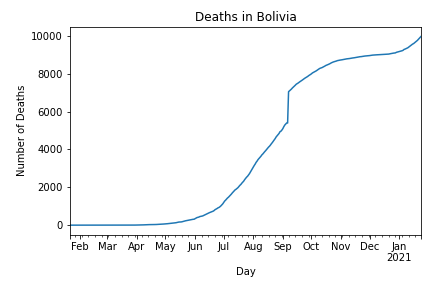 Deaths in Bolivia
10000
8000
6000
4000
2000
0
Number of Deaths
Feb Mar Apr May Jun Jul Aug Sep Oct Nov Dec Jan
2021
Day